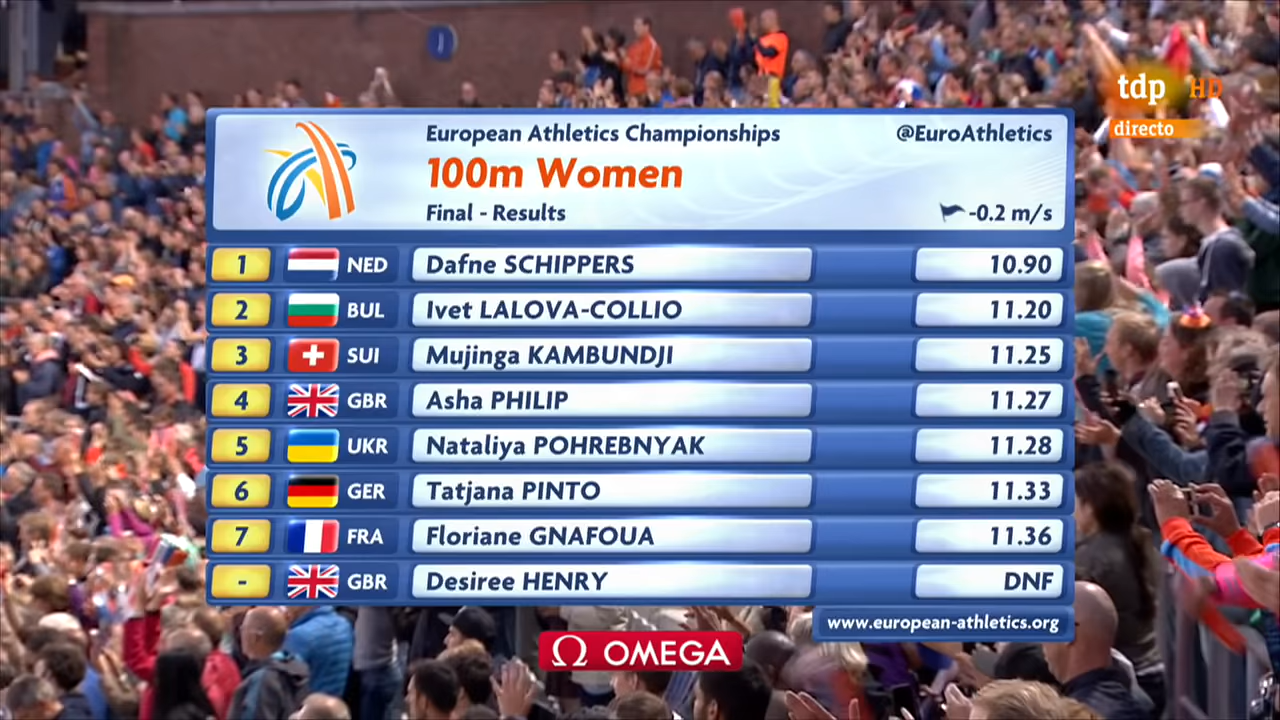 tdp HD
directo
European Athletics Championships @EuroAthletics
100m Women
Final - Results -0.2 m/s
1 NED Dafne SCHIPPERS 10.90
2 BUL Ivet LALOVA-COLLIO 11.20
3 SUI Mujinga KAMBUNDJI 11.25
4 GBR Asha PHILIP 11.27
5 UKR Nataliya POHREBNYAK 11.28
6 GER Tatjana PINTO 11.33
7 FRA Floriane GNAFOUA 11.36
- GBR Desiree HENRY DNF
www.european-athletics.org
Ω OMEGA